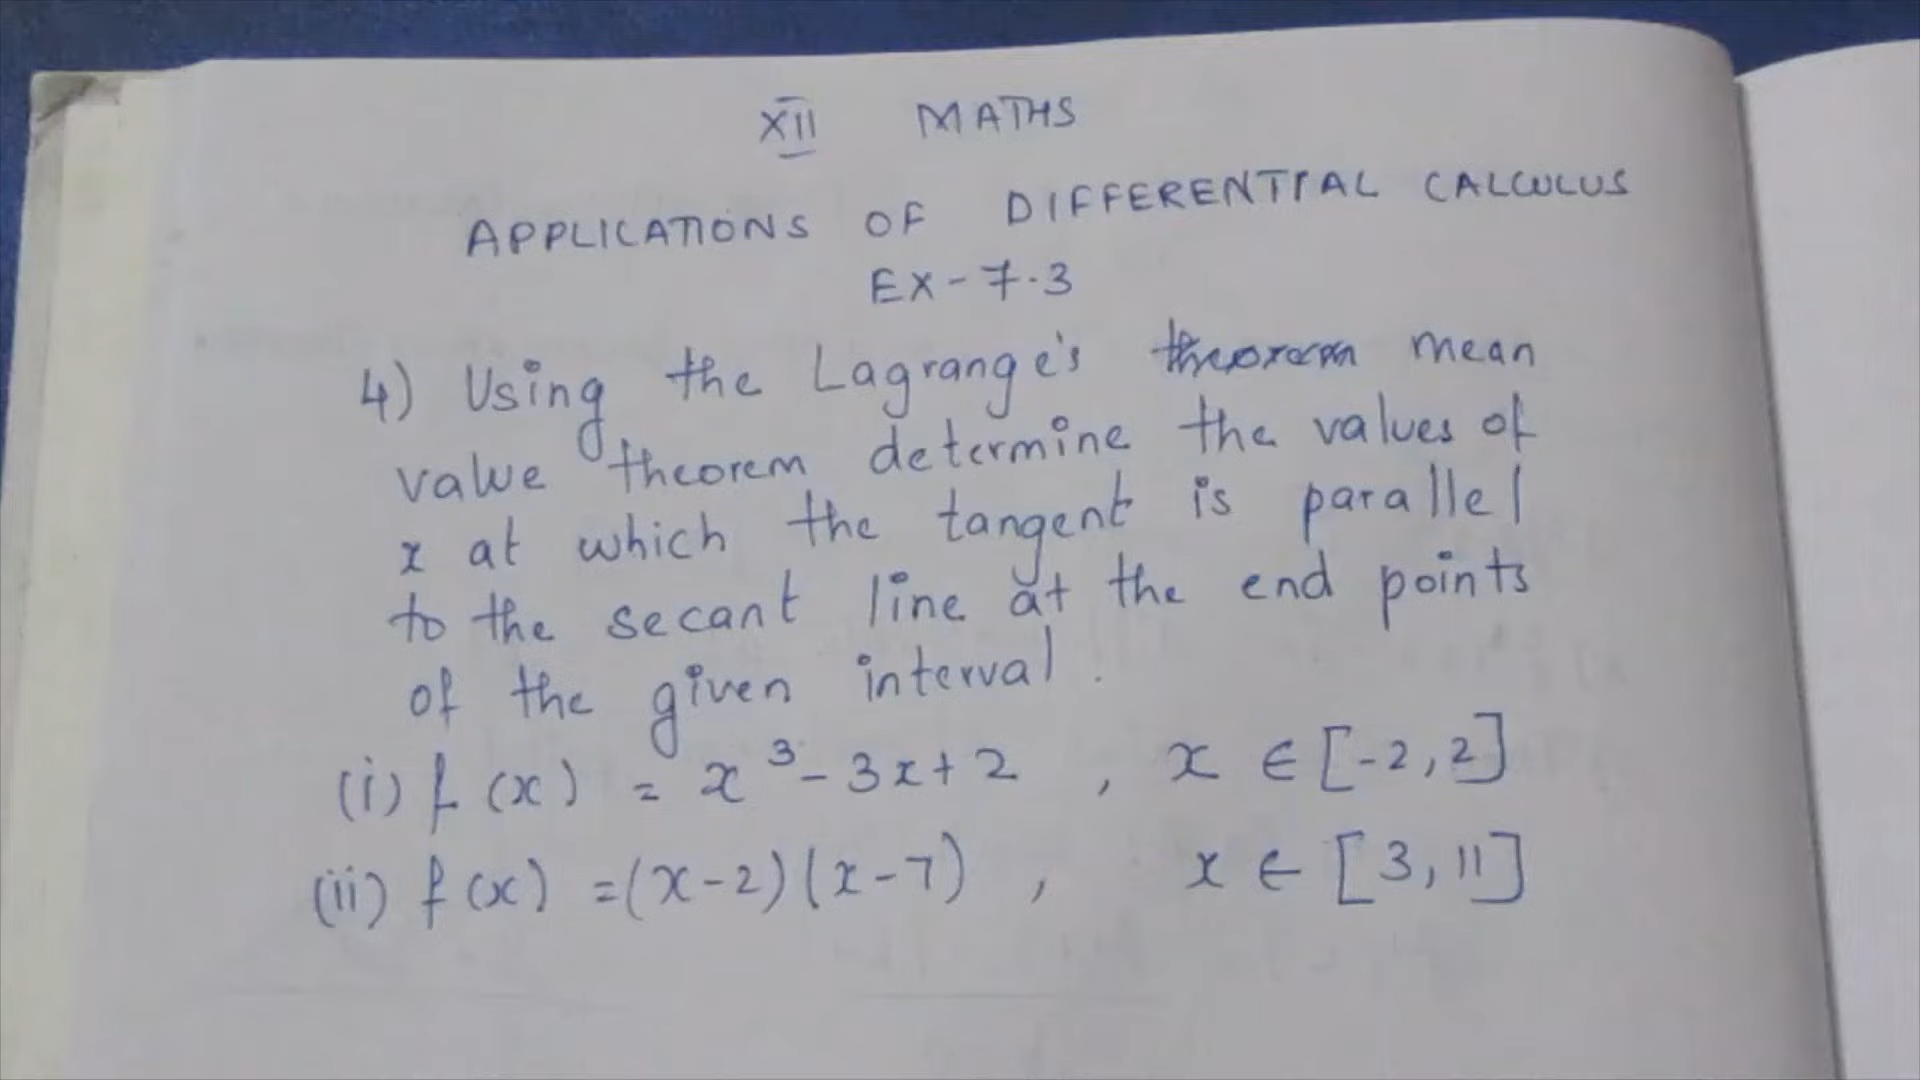 XII MATHS
APPLICATIONS OF DIFFERENTIAL CALCULUS
EX-7.3
4) Using the Lagrange's theorem mean
value theorem determine the values of
x at which the tangent is parallel
to the secant line at the end points
of the given interval.
(i) f(x) = x³-3x+2 , x ∈ [-2,2]
(ii) f(x) =(x-2)(x-7) , x ∈ [3,11]